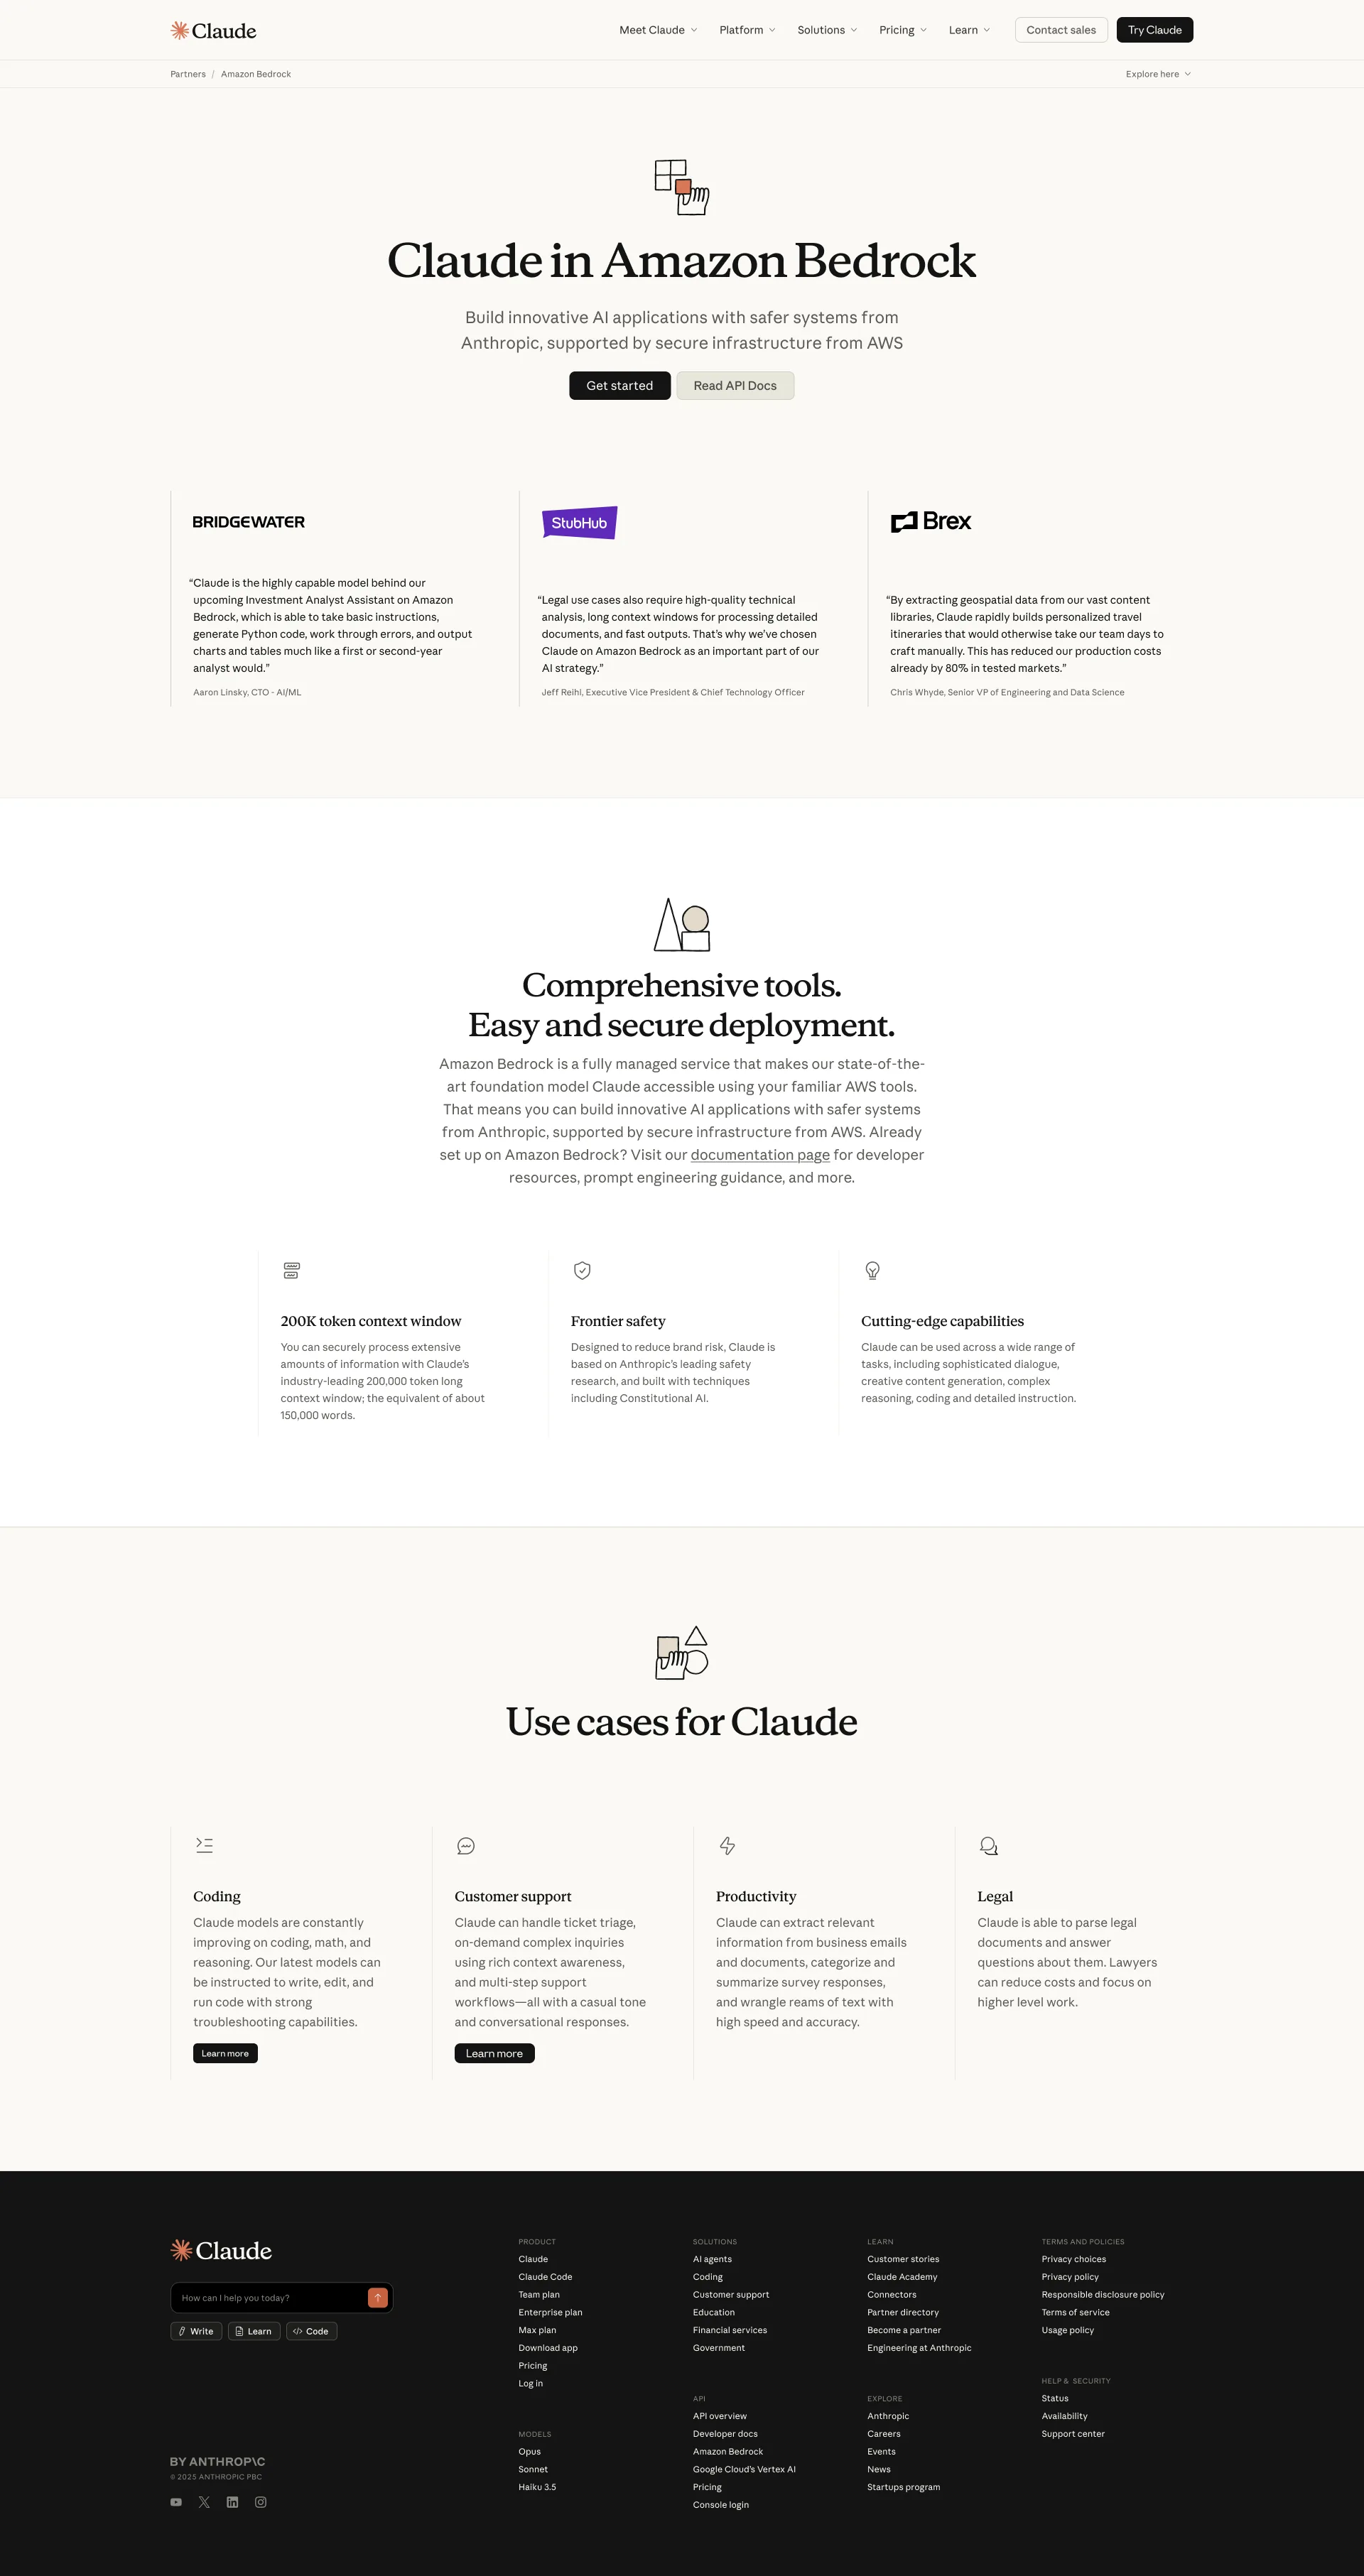 Claude
Meet Claude
Platform
Solutions
Pricing
Learn
Contact sales
Try Claude
Partners / Amazon Bedrock
Explore here
Claude in Amazon Bedrock
Build innovative AI applications with safer systems from
Anthropic, supported by secure infrastructure from AWS
Get started
Read API Docs
BRIDGEWATER
“Claude is the highly capable model behind our
upcoming Investment Analyst Assistant on Amazon
Bedrock, which is able to take basic instructions,
generate Python code, work through errors, and output
charts and tables much like a first or second-year
analyst would.”
Aaron Linsky, CTO - AI/ML
StubHub
“Legal use cases also require high-quality technical
analysis, long context windows for processing detailed
documents, and fast outputs. That’s why we’ve chosen
Claude on Amazon Bedrock as an important part of our
AI strategy.”
Jeff Reihl, Executive Vice President & Chief Technology Officer
Brex
“By extracting geospatial data from our vast content
libraries, Claude rapidly builds personalized travel
itineraries that would otherwise take our team days to
craft manually. This has reduced our production costs
already by 80% in tested markets.”
Chris Whyde, Senior VP of Engineering and Data Science
Comprehensive tools.
Easy and secure deployment.
Amazon Bedrock is a fully managed service that makes our state-of-the-
art foundation model Claude accessible using your familiar AWS tools.
That means you can build innovative AI applications with safer systems
from Anthropic, supported by secure infrastructure from AWS. Already
set up on Amazon Bedrock? Visit our documentation page for developer
resources, prompt engineering guidance, and more.
200K token context window
You can securely process extensive
amounts of information with Claude’s
industry-leading 200,000 token long
context window; the equivalent of about
150,000 words.
Frontier safety
Designed to reduce brand risk, Claude is
based on Anthropic’s leading safety
research, and built with techniques
including Constitutional AI.
Cutting-edge capabilities
Claude can be used across a wide range of
tasks, including sophisticated dialogue,
creative content generation, complex
reasoning, coding and detailed instruction.
Use cases for Claude
Coding
Claude models are constantly
improving on coding, math, and
reasoning. Our latest models can
be instructed to write, edit, and
run code with strong
troubleshooting capabilities.
Learn more
Customer support
Claude can handle ticket triage,
on-demand complex inquiries
using rich context awareness,
and multi-step support
workflows—all with a casual tone
and conversational responses.
Learn more
Productivity
Claude can extract relevant
information from business emails
and documents, categorize and
summarize survey responses,
and wrangle reams of text with
high speed and accuracy.
Legal
Claude is able to parse legal
documents and answer
questions about them. Lawyers
can reduce costs and focus on
higher level work.
Claude
How can I help you today?
Write
Learn
Code
BY ANTHROP\C
© 2025 ANTHROPIC PBC
PRODUCT
Claude
Claude Code
Team plan
Enterprise plan
Max plan
Download app
Pricing
Log in
MODELS
Opus
Sonnet
Haiku 3.5
SOLUTIONS
AI agents
Coding
Customer support
Education
Financial services
Government
API
API overview
Developer docs
Amazon Bedrock
Google Cloud’s Vertex AI
Pricing
Console login
LEARN
Customer stories
Claude Academy
Connectors
Partner directory
Become a partner
Engineering at Anthropic
EXPLORE
Anthropic
Careers
Events
News
Startups program
TERMS AND POLICIES
Privacy choices
Privacy policy
Responsible disclosure policy
Terms of service
Usage policy
HELP & SECURITY
Status
Availability
Support center